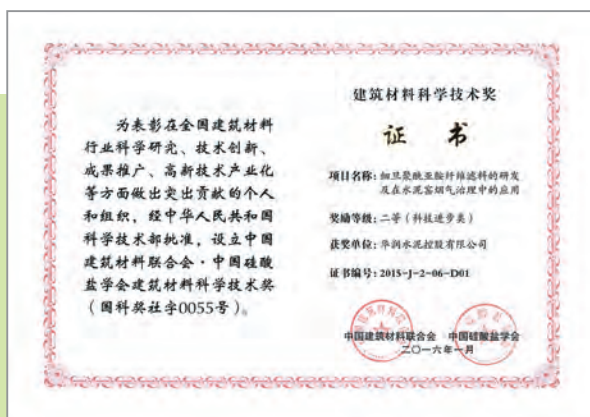 为表彰在全国建筑材料
行业科学研究、技术创新、
成果推广、高新技术产业化
等方面做出突出贡献的个人
和组织，经中华人民共和国
科学技术部批准，设立中国
建筑材料联合会·中国硅酸
盐学会建筑材料科学技术奖
（国科奖社字0055号）。
建筑材料科学技术奖
证 书
项目名称：细旦聚酰亚胺纤维滤料的研发
及在水泥窑烟气治理中的应用
奖励等级：二等（科技进步类）
获奖单位：华润水泥控股有限公司
证书编号：2015-J-2-06-D01
中国建筑材料联合会 中国硅酸盐学会
二〇一六年一月